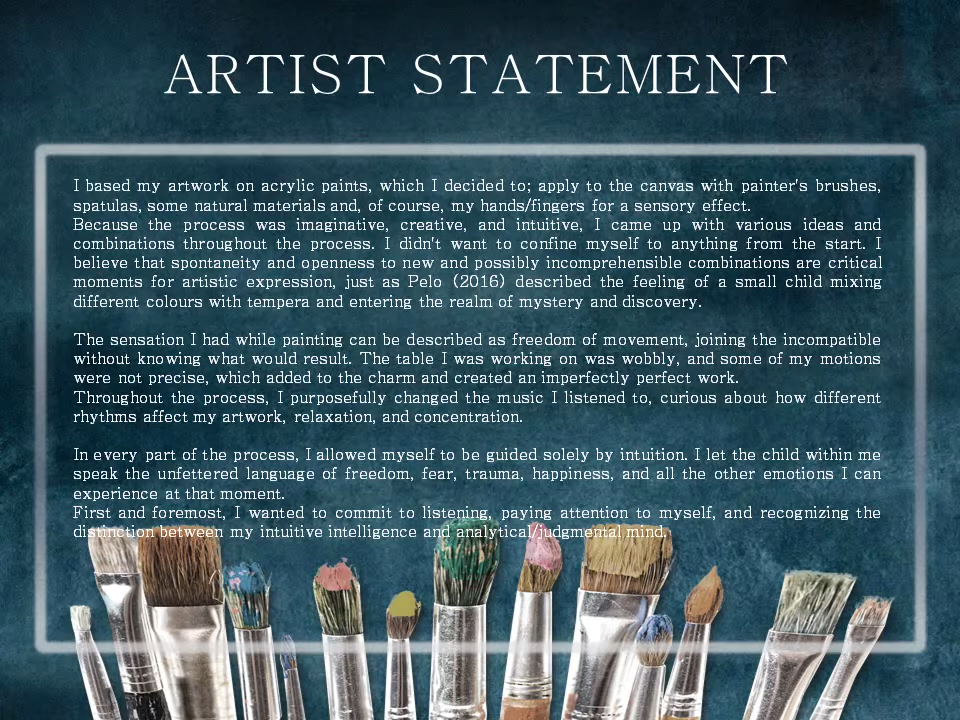 ARTIST STATEMENT
I based my artwork on acrylic paints, which I decided to; apply to the canvas with painter's brushes,
spatulas, some natural materials and, of course, my hands/fingers for a sensory effect.
Because the process was imaginative, creative, and intuitive, I came up with various ideas and
combinations throughout the process. I didn't want to confine myself to anything from the start. I
believe that spontaneity and openness to new and possibly incomprehensible combinations are critical
moments for artistic expression, just as Pelo (2016) described the feeling of a small child mixing
different colours with tempera and entering the realm of mystery and discovery.
The sensation I had while painting can be described as freedom of movement, joining the incompatible
without knowing what would result. The table I was working on was wobbly, and some of my motions
were not precise, which added to the charm and created an imperfectly perfect work.
Throughout the process, I purposefully changed the music I listened to, curious about how different
rhythms affect my artwork, relaxation, and concentration.
In every part of the process, I allowed myself to be guided solely by intuition. I let the child within me
speak the unfettered language of freedom, fear, trauma, happiness, and all the other emotions I can
experience at that moment.
First and foremost, I wanted to commit to listening, paying attention to myself, and recognizing the
distinction between my intuitive intelligence and analytical/judgmental mind.